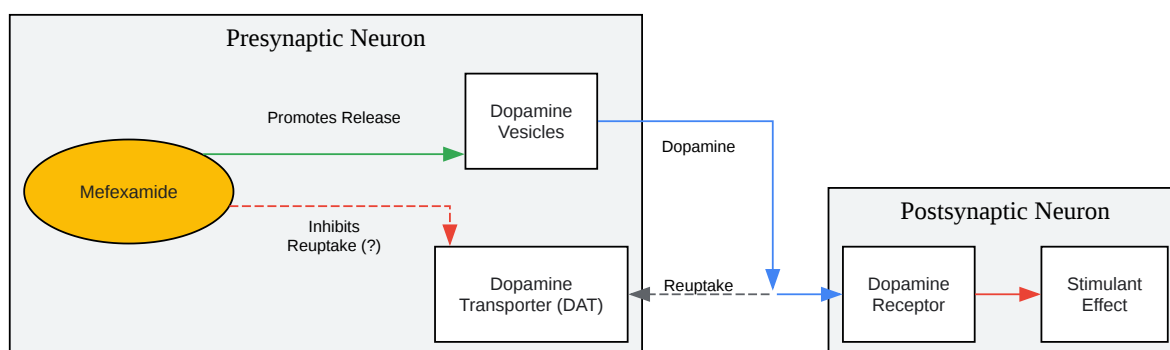 Presynaptic Neuron
Promotes Release
Dopamine
Vesicles
Dopamine
Mefexamide
Inhibits
Reuptake (?)
Dopamine
Transporter (DAT)
Reuptake
Postsynaptic Neuron
Dopamine
Receptor
Stimulant
Effect